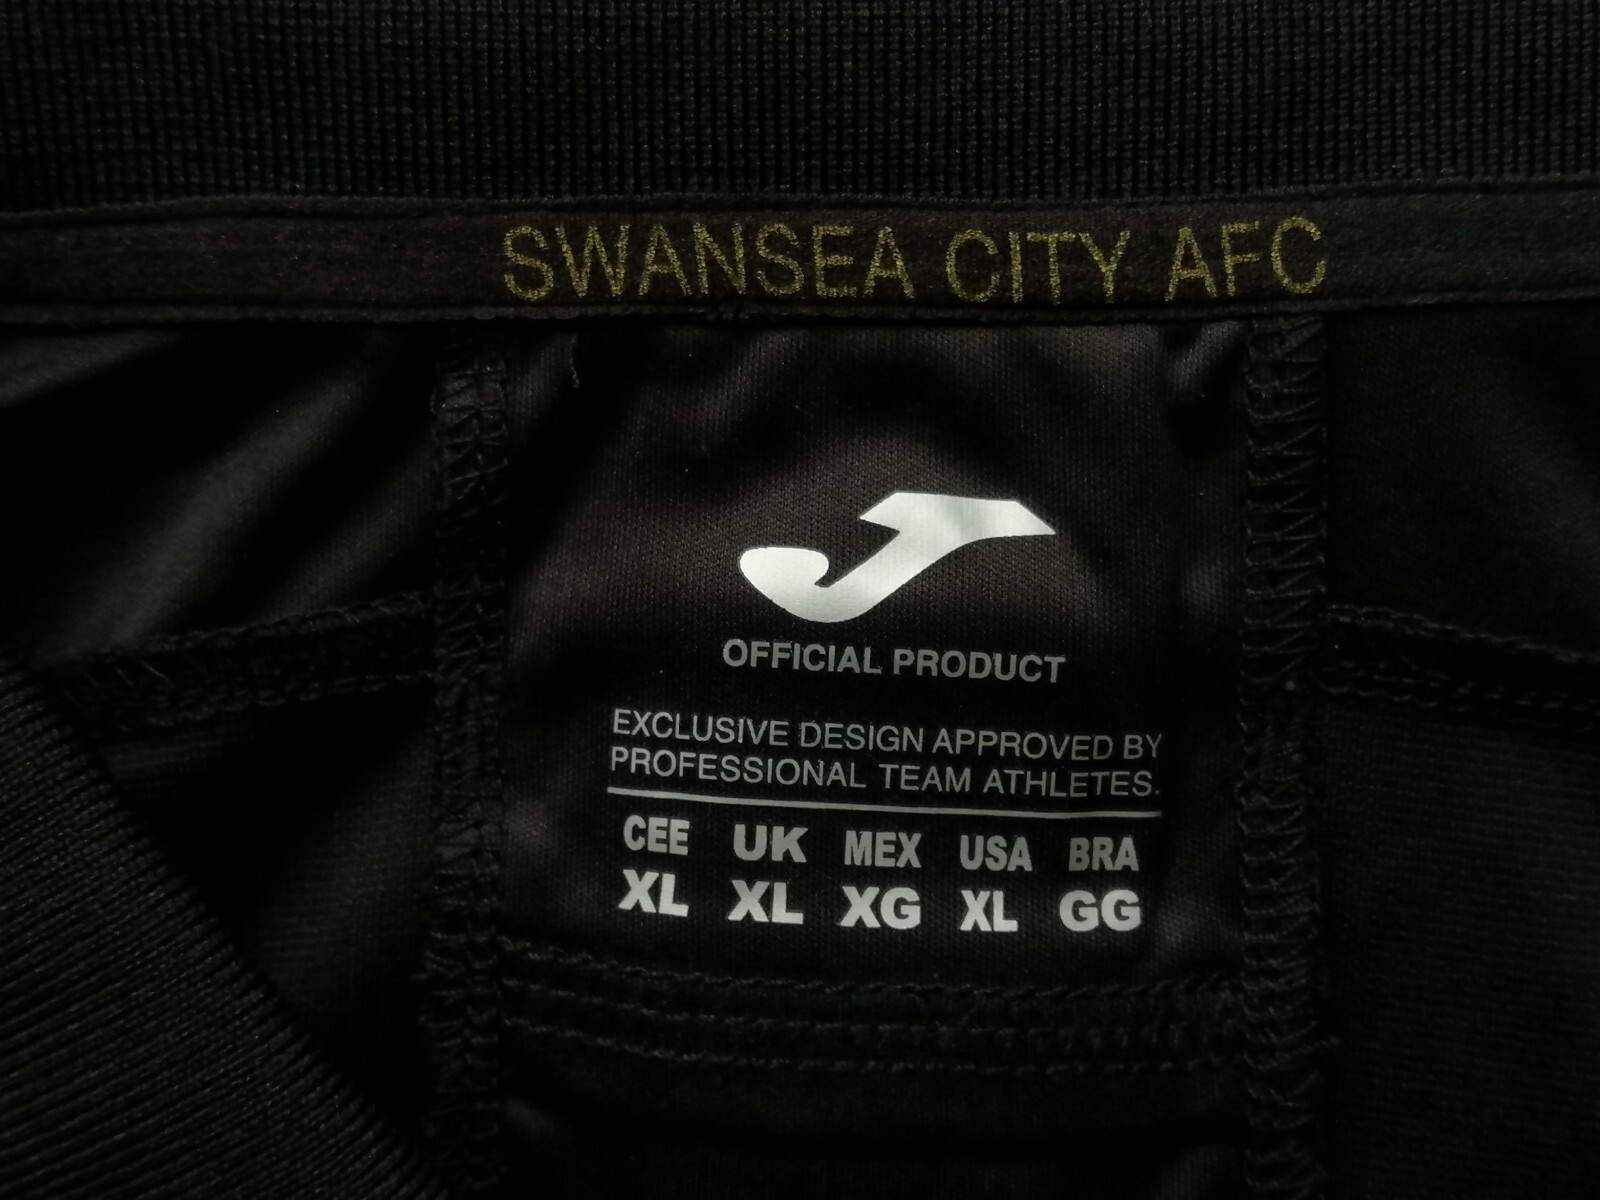 SWANSEA CITY AFC
OFFICIAL PRODUCT
EXCLUSIVE DESIGN APPROVED BY
PROFESSIONAL TEAM ATHLETES.
CEE UK MEX USA BRA
XL XL XG XL GG